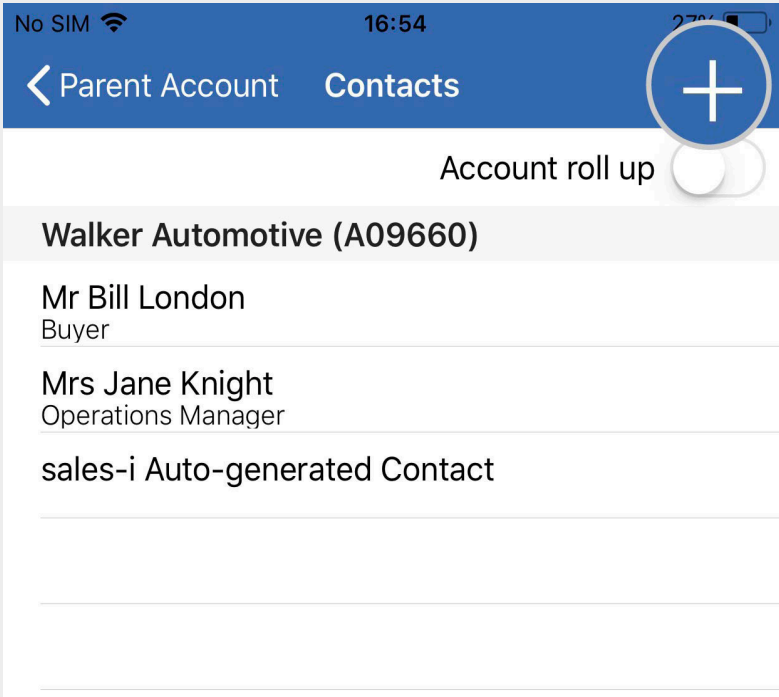 No SIM 16:54 27%
Parent Account Contacts
Account roll up
Walker Automotive (A09660)
Mr Bill London
Buyer
Mrs Jane Knight
Operations Manager
sales-i Auto-generated Contact